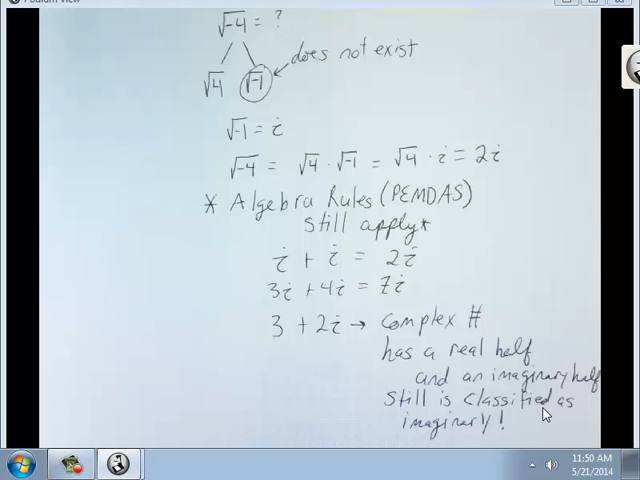 Podium View
√-4 = ?
√4 √-1 does not exist
√-1 = i
√-4 = √4 · √-1 = √4 · i = 2i
* Algebra Rules (PEMDAS)
still apply*
i + i = 2i
3i + 4i = 7i
3 + 2i → Complex #
has a real half
and an imaginary half
still is classified as
imaginary!
11:50 AM
5/21/2014